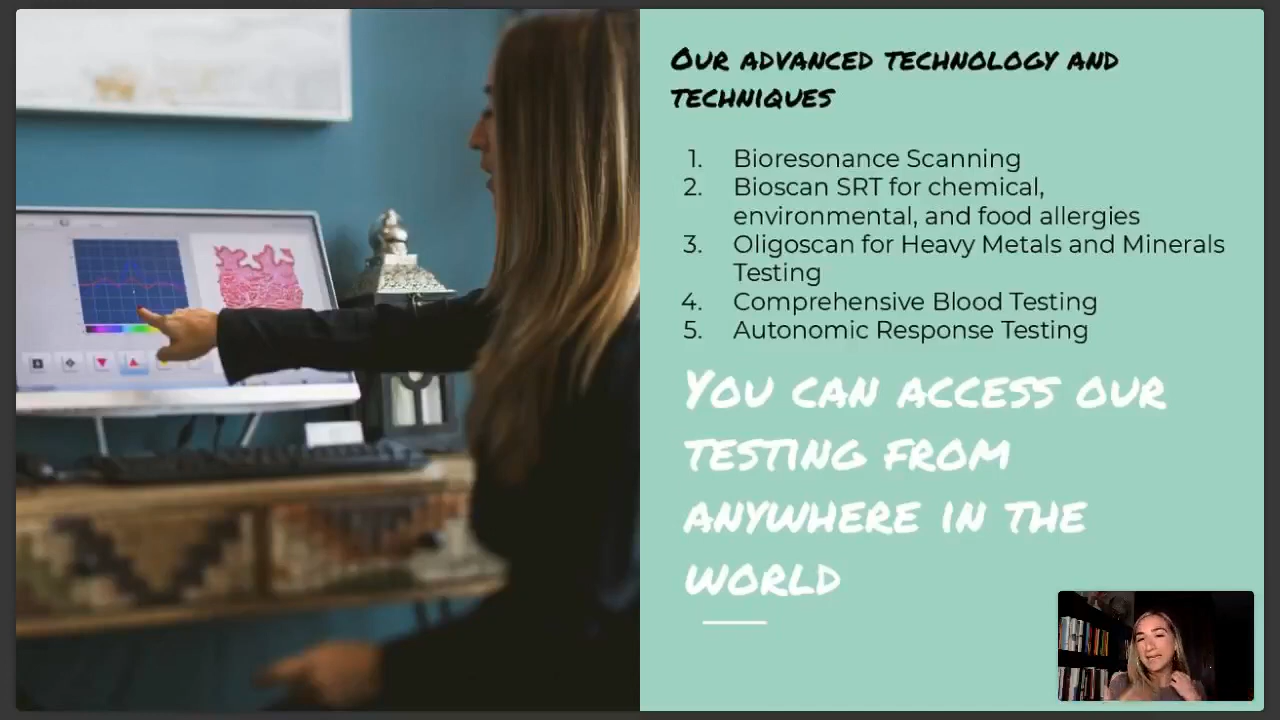 Our advanced technology and
techniques
1. Bioresonance Scanning
2. Bioscan SRT for chemical,
environmental, and food allergies
3. Oligoscan for Heavy Metals and Minerals
Testing
4. Comprehensive Blood Testing
5. Autonomic Response Testing
You can access our
testing from
anywhere in the
world